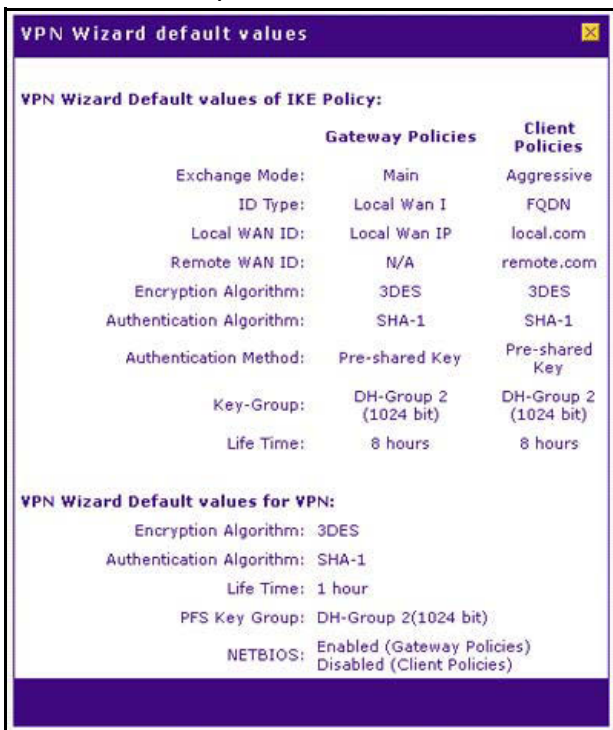 VPN Wizard default values
VPN Wizard Default values of IKE Policy:
Gateway Policies Client Policies
Exchange Mode: Main Aggressive
ID Type: Local Wan I FQDN
Local WAN ID: Local Wan IP local.com
Remote WAN ID: N/A remote.com
Encryption Algorithm: 3DES 3DES
Authentication Algorithm: SHA-1 SHA-1
Authentication Method: Pre-shared Key Pre-shared Key
Key-Group: DH-Group 2 (1024 bit) DH-Group 2 (1024 bit)
Life Time: 8 hours 8 hours
VPN Wizard Default values for VPN:
Encryption Algorithm: 3DES
Authentication Algorithm: SHA-1
Life Time: 1 hour
PFS Key Group: DH-Group 2(1024 bit)
NETBIOS: Enabled (Gateway Policies)
Disabled (Client Policies)